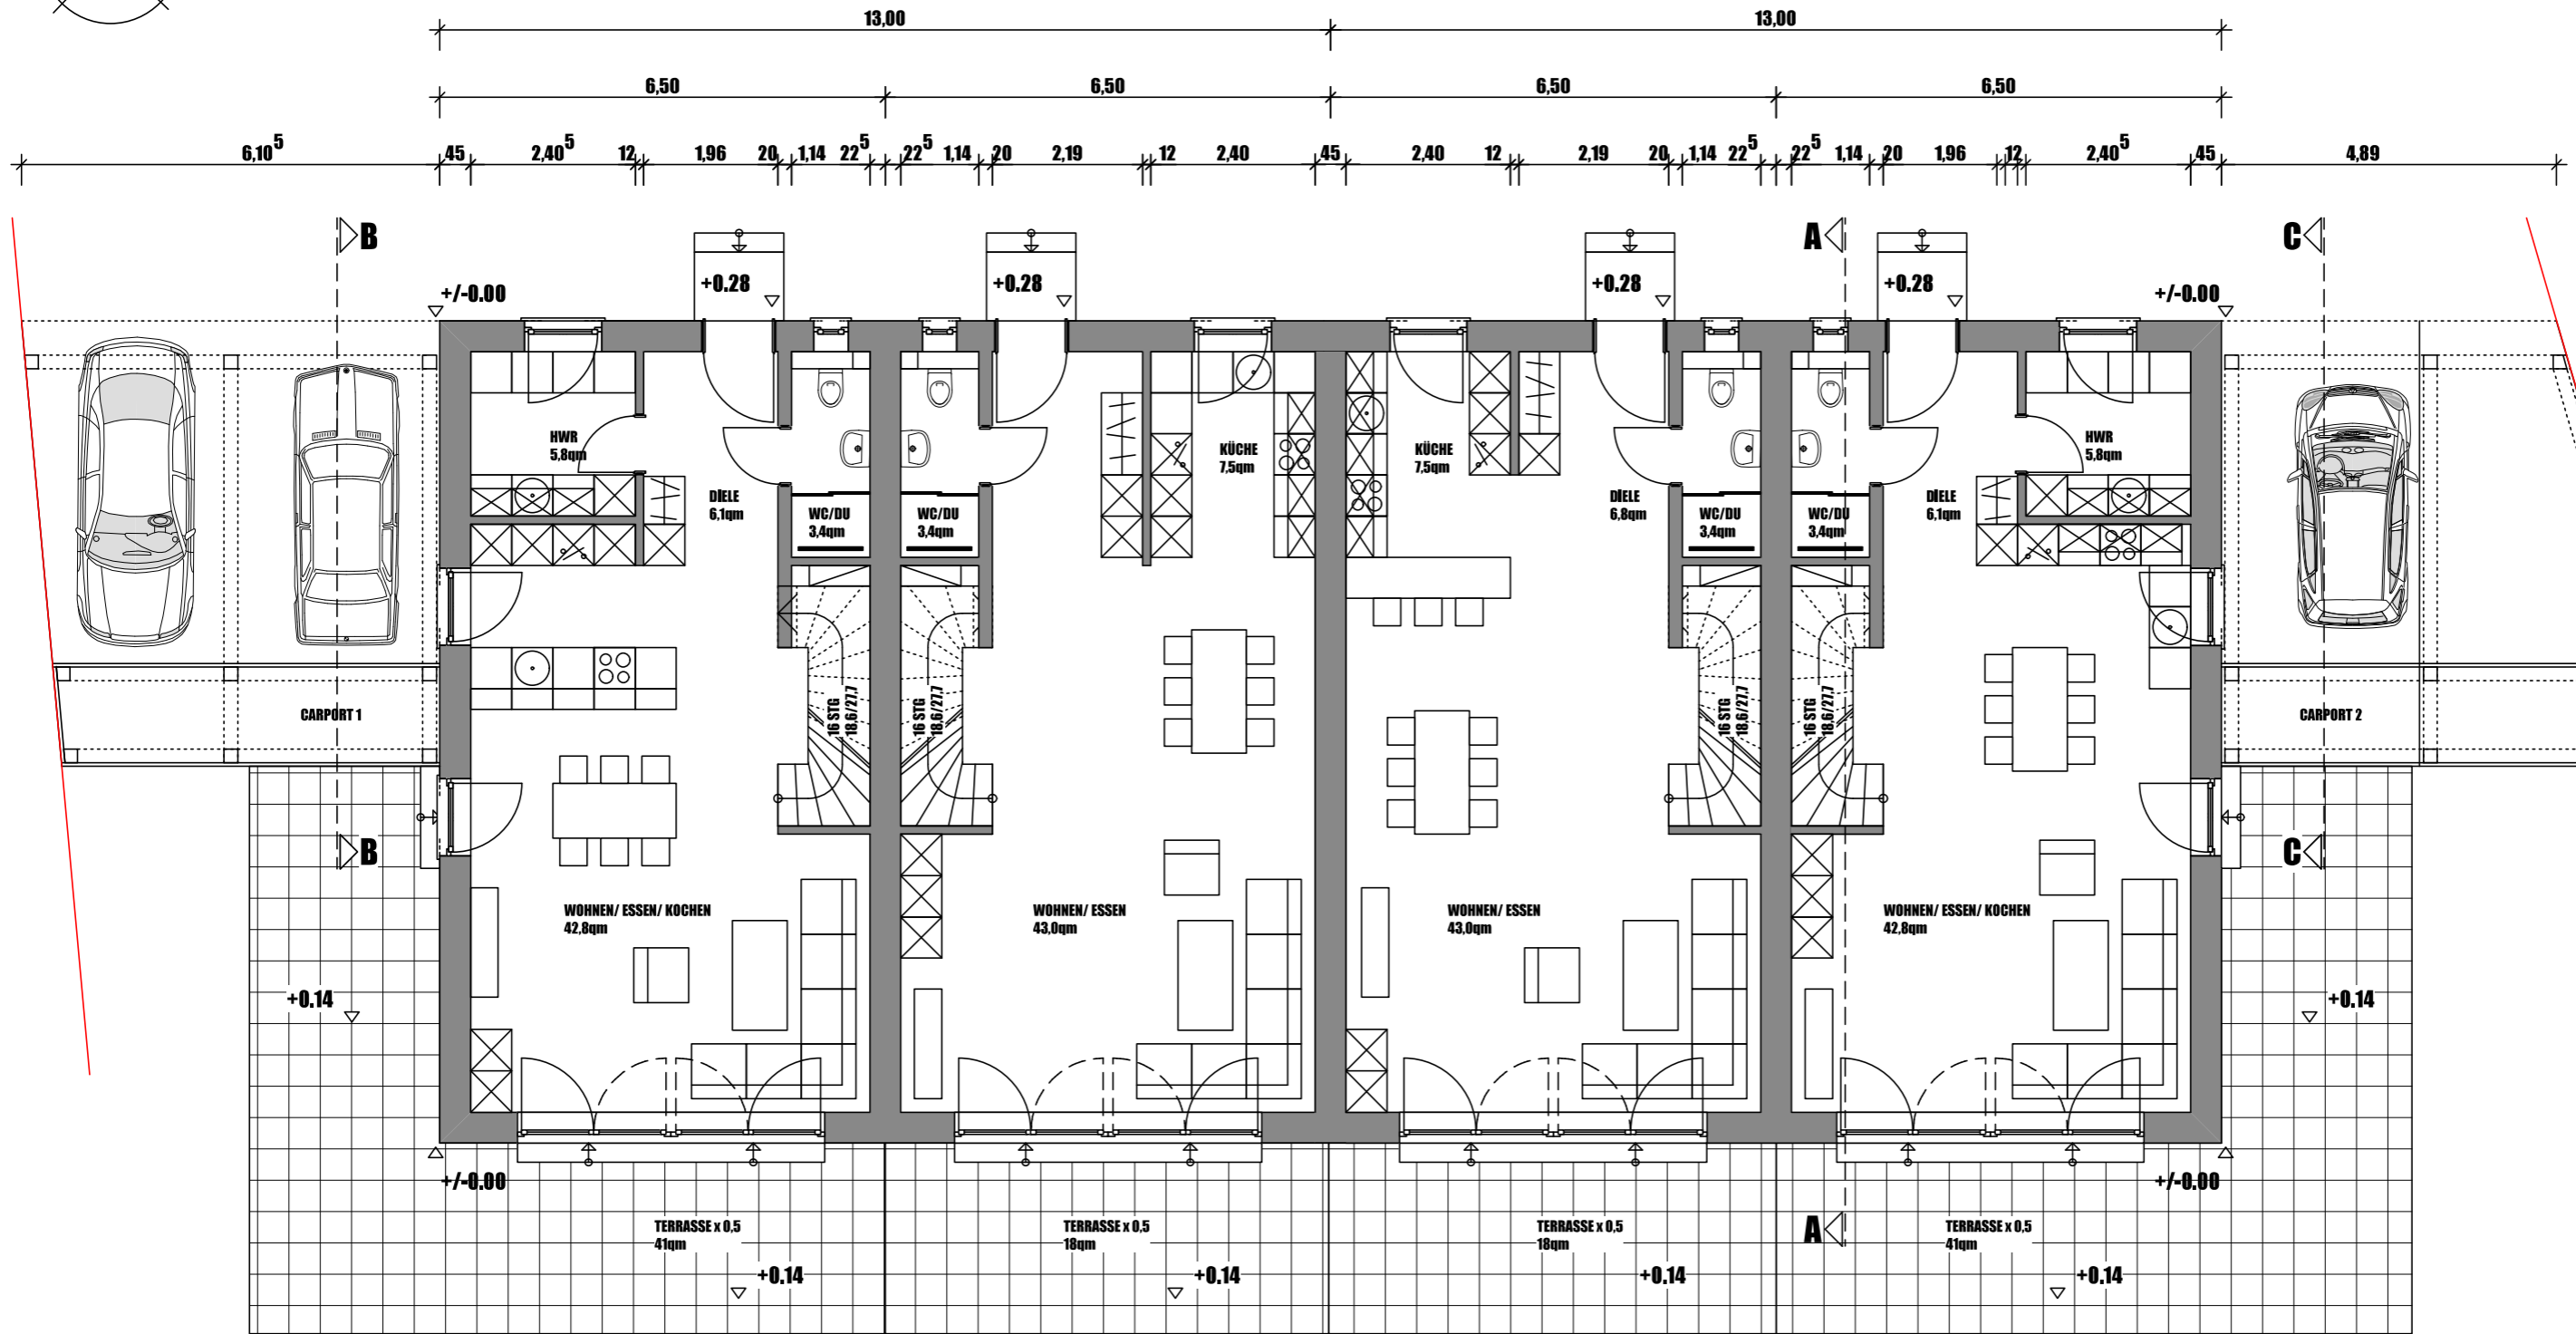 13,00 13,00
6,50 6,50 6,50 6,50
6,10⁵ 45 2,40⁵ 12 1,96 20 1,14 22⁵ 22⁵ 1,14 20 2,19 12 2,40 45 2,40 12 2,19 20 1,14 22⁵ 22⁵ 1,14 20 1,96 12 2,40⁵ 45 4,89
B A C
+/-0.00 +0.28 +0.28 +0.28 +0.28 +/-0.00
HWR
5,8qm
KÜCHE
7,5qm
KÜCHE
7,5qm
HWR
5,8qm
DIELE
6,1qm
WC/DU
3,4qm
WC/DU
3,4qm
DIELE
6,8qm
WC/DU
3,4qm
WC/DU
3,4qm
DIELE
6,1qm
CARPORT 1
16 STG
18,6/27,7
16 STG
18,6/27,7
16 STG
18,6/27,7
16 STG
18,6/27,7
CARPORT 2
B C
WOHNEN/ ESSEN/ KOCHEN
42,8qm
WOHNEN/ ESSEN
43,0qm
WOHNEN/ ESSEN
43,0qm
WOHNEN/ ESSEN/ KOCHEN
42,8qm
+0.14 +0.14
+/-0.00 +/-0.00
TERRASSE x 0,5
41qm
TERRASSE x 0,5
18qm
TERRASSE x 0,5
18qm
A
TERRASSE x 0,5
41qm
+0.14 +0.14 +0.14 +0.14